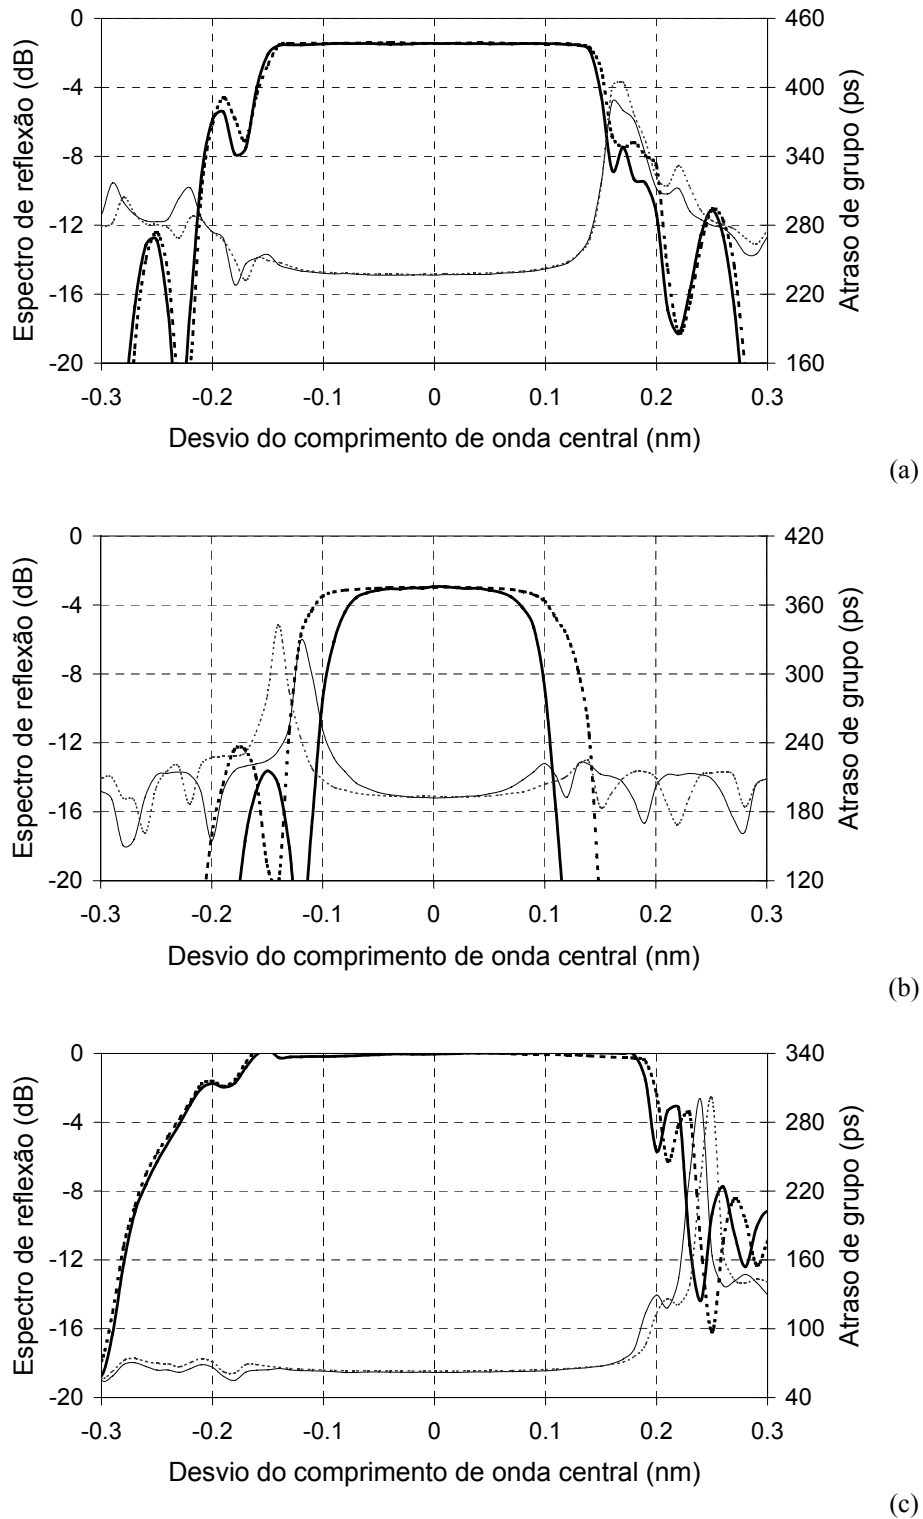 0
-4
-8
-12
-16
-20
Espectro de reflexão (dB)
460
400
340
280
220
160
Atraso de grupo (ps)
-0.3 -0.2 -0.1 0 0.1 0.2 0.3
Desvio do comprimento de onda central (nm)
(a)
0
-4
-8
-12
-16
-20
Espectro de reflexão (dB)
420
360
300
240
180
120
Atraso de grupo (ps)
-0.3 -0.2 -0.1 0 0.1 0.2 0.3
Desvio do comprimento de onda central (nm)
(b)
0
-4
-8
-12
-16
-20
Espectro de reflexão (dB)
340
280
220
160
100
40
Atraso de grupo (ps)
-0.3 -0.2 -0.1 0 0.1 0.2 0.3
Desvio do comprimento de onda central (nm)
(c)